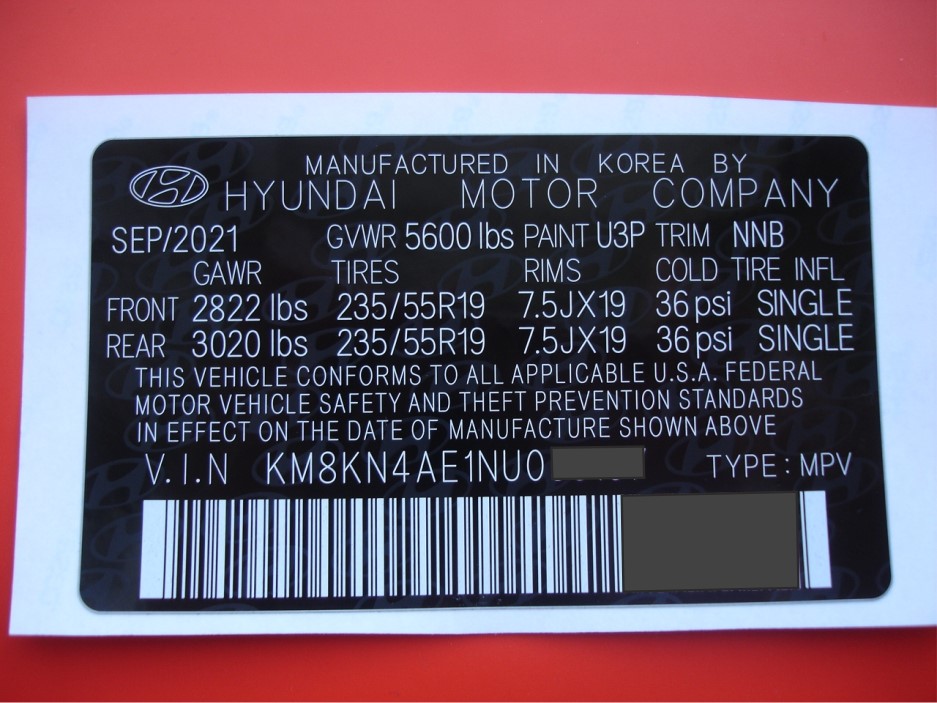 MANUFACTURED IN KOREA BY
HYUNDAI MOTOR COMPANY
SEP/2021 GVWR 5600 lbs PAINT U3P TRIM NNB
GAWR TIRES RIMS COLD TIRE INFL
FRONT 2822 lbs 235/55R19 7.5JX19 36 psi SINGLE
REAR 3020 lbs 235/55R19 7.5JX19 36 psi SINGLE
THIS VEHICLE CONFORMS TO ALL APPLICABLE U.S.A. FEDERAL
MOTOR VEHICLE SAFETY AND THEFT PREVENTION STANDARDS
IN EFFECT ON THE DATE OF MANUFACTURE SHOWN ABOVE
V.I.N KM8KN4AE1NU0 TYPE : MPV